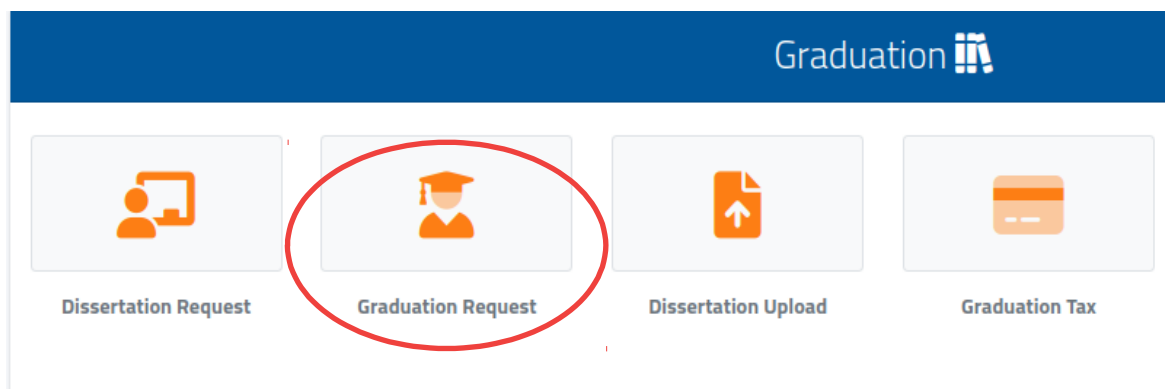 Graduation
Dissertation Request
Graduation Request
Dissertation Upload
Graduation Tax